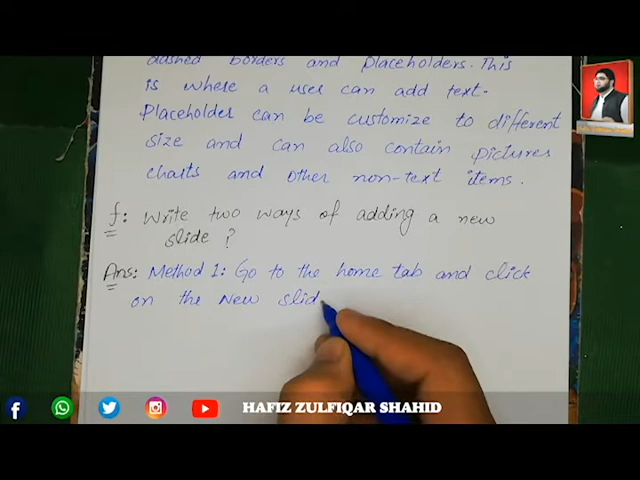 dashed borders and placeholders. This
is where a user can add text.
Placeholder can be customize to different
size and can also contain pictures
charts and other non-text items.
f: Write two ways of adding a new
slide ?
Ans: Method 1: Go to the home tab and click
on the New slid
HAFIZ ZULFIQAR SHAHID